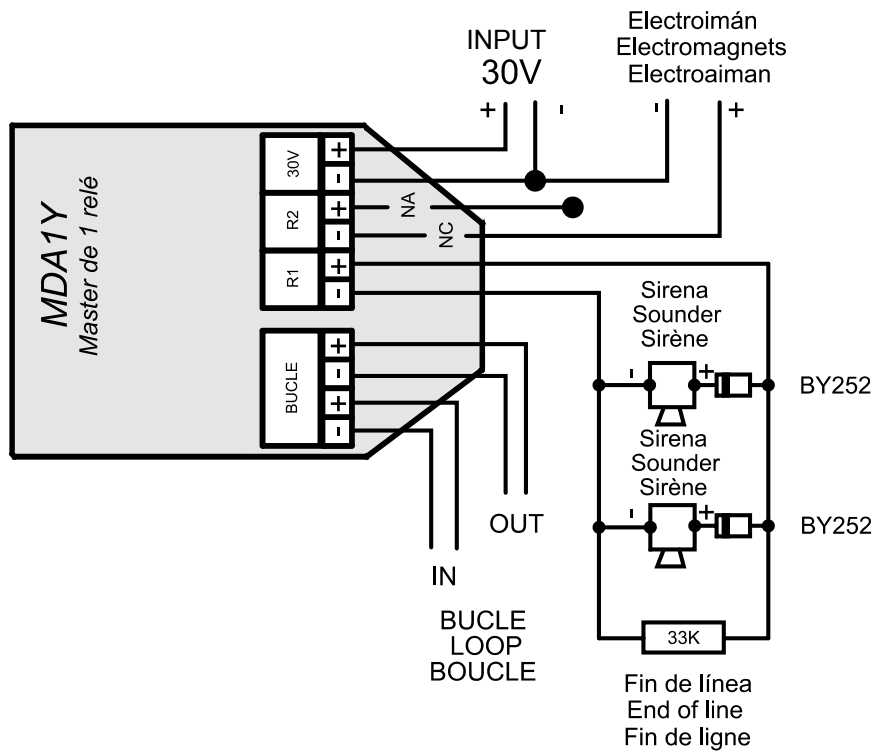 INPUT
30V
+ -
Electroimán
Electromagnets
Electroaiman
- +
MDA1Y
Master de 1 relé
30V
+
-
R2
+
-
NA
NC
R1
+
-
BUCLE
+
-
+
-
OUT
IN
BUCLE
LOOP
BOUCLE
Sirena
Sounder
Sirène
- +
BY252
Sirena
Sounder
Sirène
- +
BY252
33K
Fin de línea
End of line
Fin de ligne